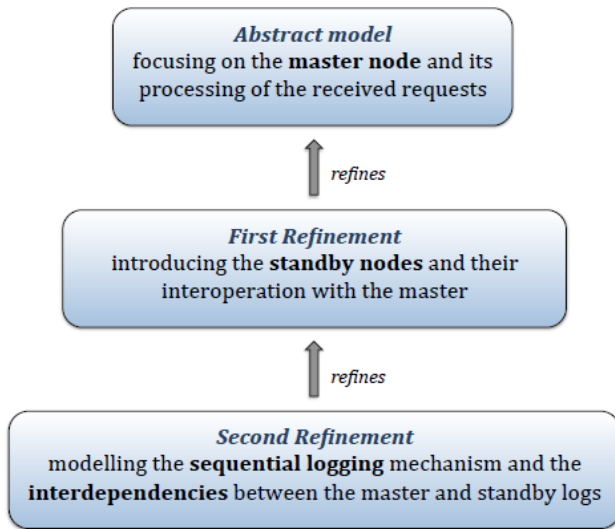 Abstract model
focusing on the master node and its
processing of the received requests
refines
First Refinement
introducing the standby nodes and their
interoperation with the master
refines
Second Refinement
modelling the sequential logging mechanism and the
interdependencies between the master and standby logs